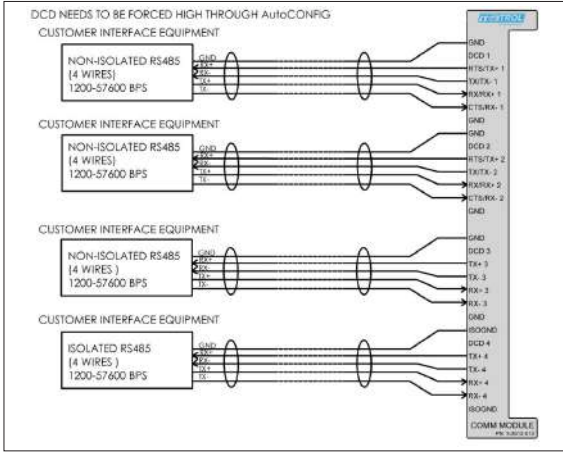 DCD NEEDS TO BE FORCED HIGH THROUGH AutoCONFIG
CUSTOMER INTERFACE EQUIPMENT
NON-ISOLATED RS485
(4 WIRES)
1200-57600 BPS
GND
RX+
RX-
TX+
TX-
CUSTOMER INTERFACE EQUIPMENT
NON-ISOLATED RS485
(4 WIRES)
1200-57600 BPS
GND
RX+
RX-
TX+
TX-
CUSTOMER INTERFACE EQUIPMENT
NON-ISOLATED RS485
(4 WIRES )
1200-57600 BPS
GND
RX+
RX-
TX+
TX-
CUSTOMER INTERFACE EQUIPMENT
ISOLATED RS485
(4 WIRES )
1200-57600 BPS
GND
RX+
RX-
TX+
TX-
GND
DCD 1
RTS/TX+ 1
TX/TX- 1
RX/RX+ 1
CTS/RX- 1
GND
GND
DCD 2
RTS/TX+ 2
TX/TX- 2
RX/RX+ 2
CTS/RX- 2
GND
GND
DCD 3
TX+ 3
TX- 3
RX+ 3
RX- 3
GND
ISOGND
DCD 4
TX+ 4
TX- 4
RX+ 4
RX- 4
ISOGND
COMM MODULE